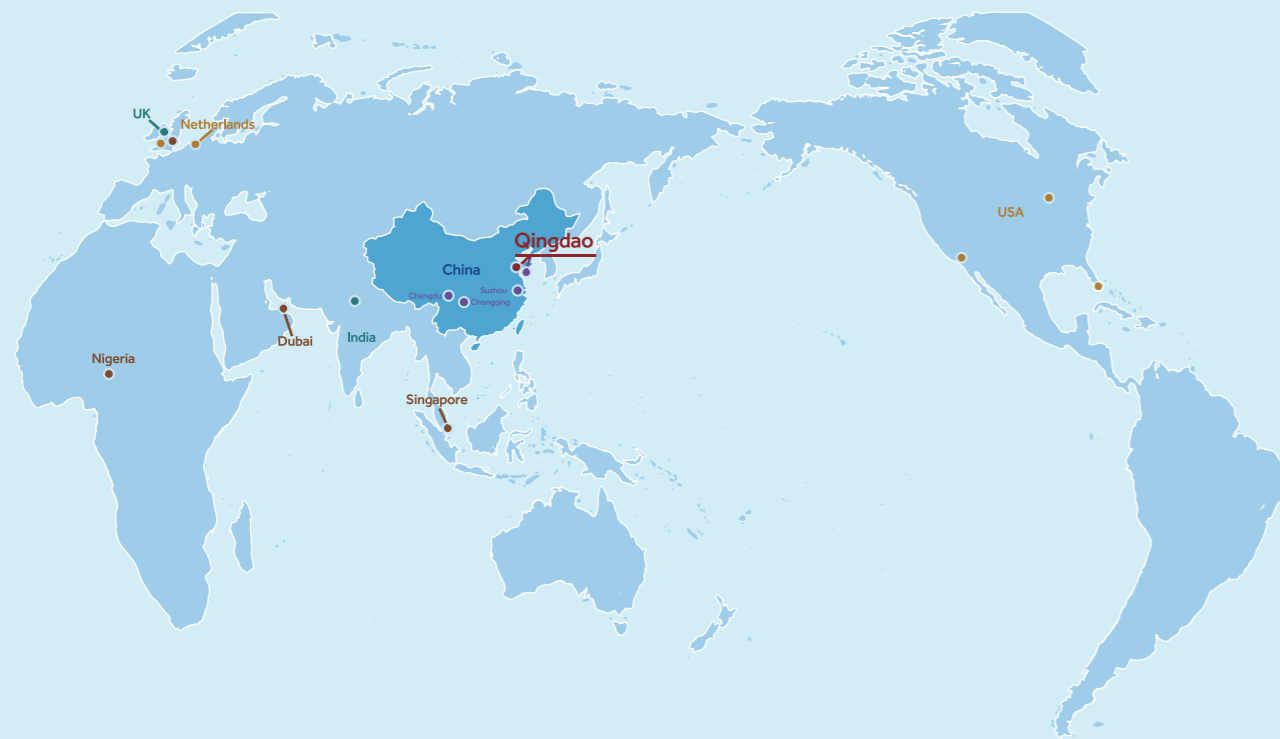 UK
Netherlands
USA
Qingdao
China
Suzhou
Chengdu
Chongqing
India
Dubai
Nigeria
Singapore